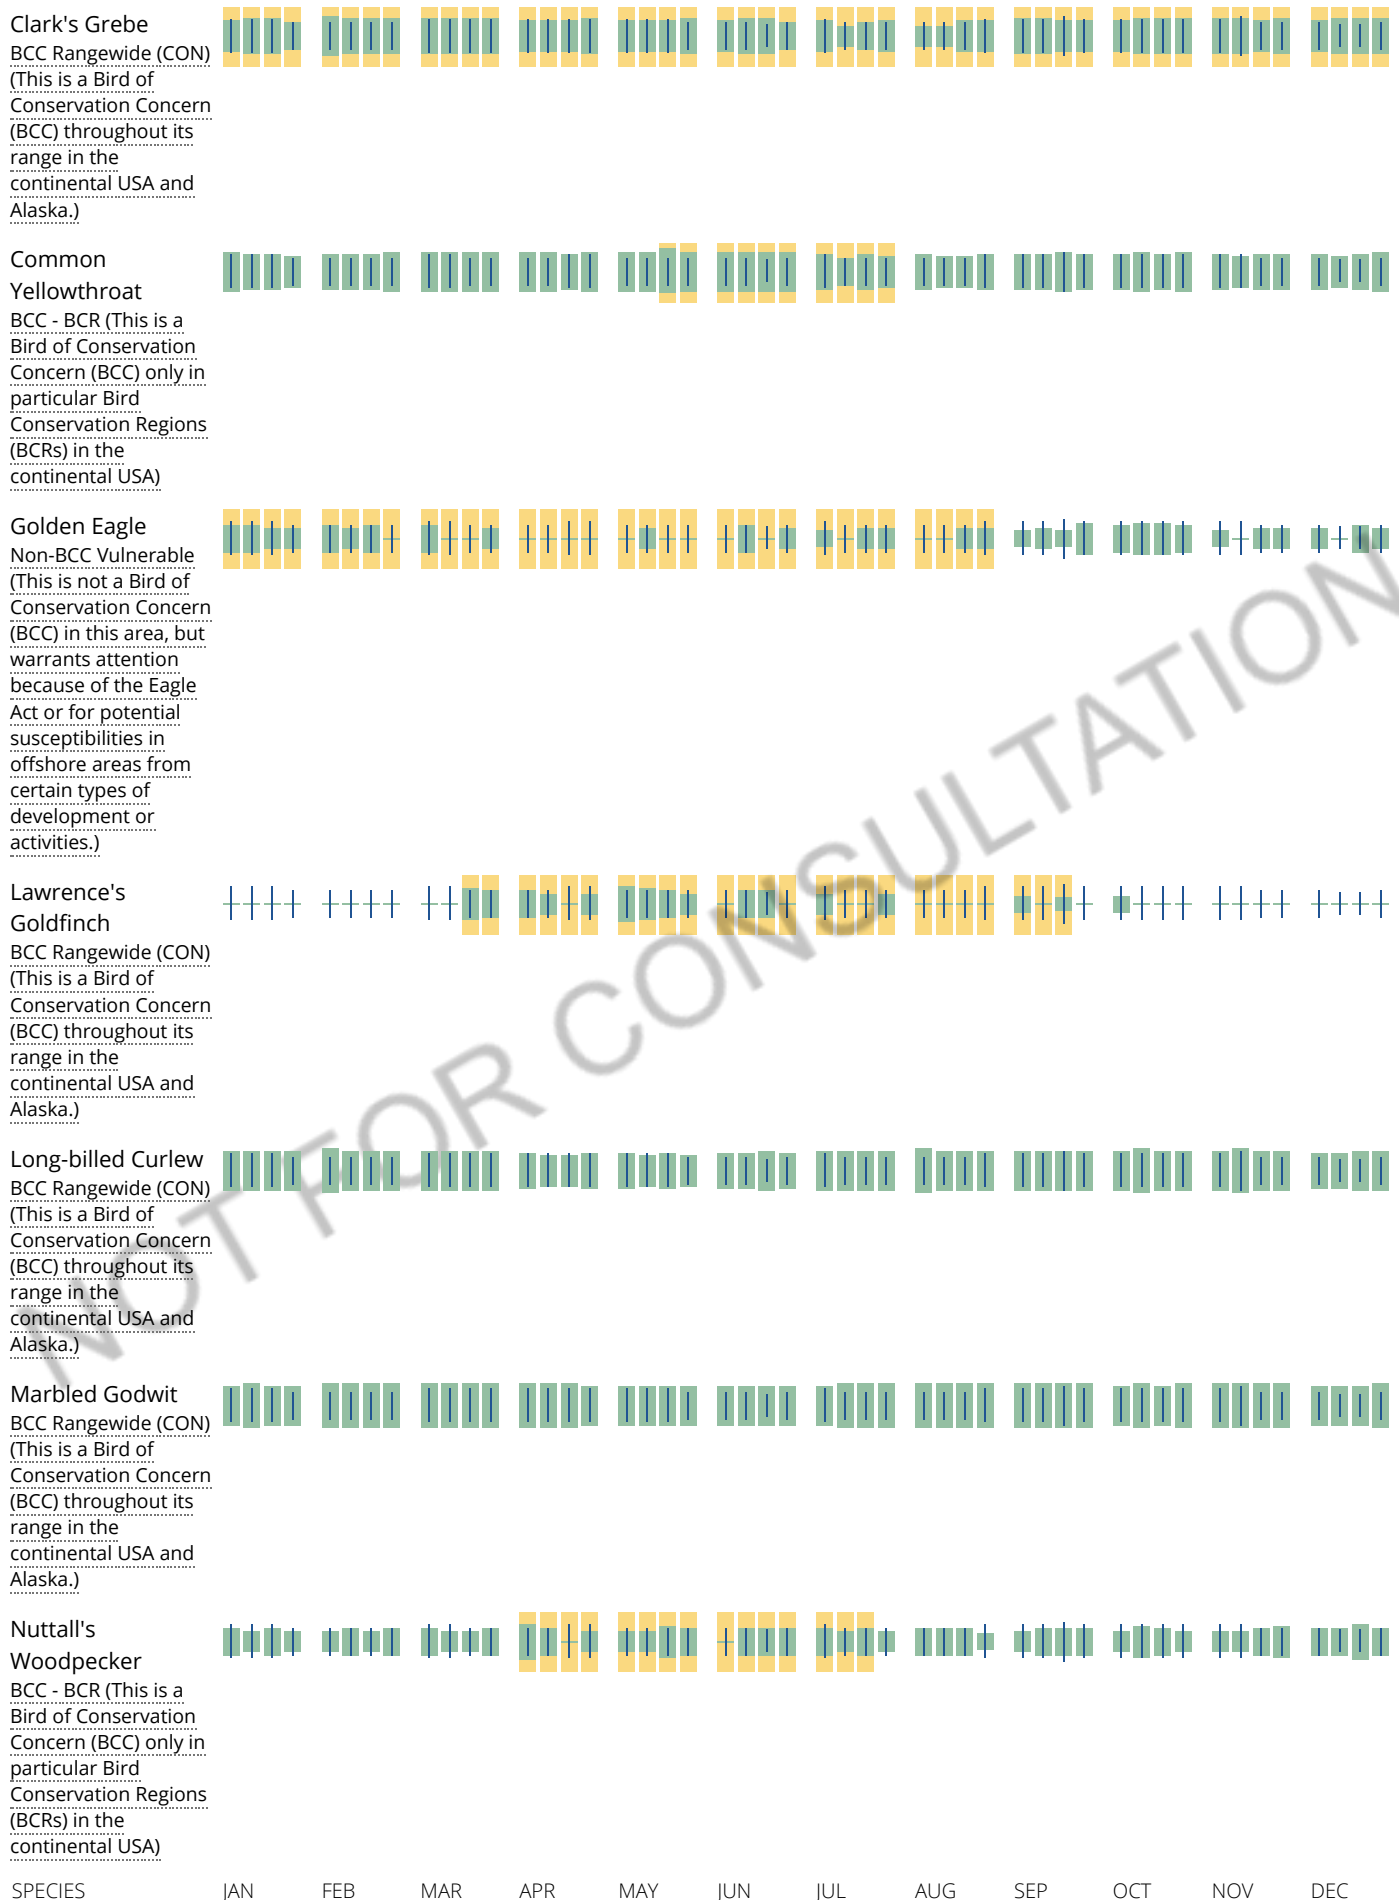 Clark's Grebe
BCC Rangewide (CON)
(This is a Bird of
Conservation Concern
(BCC) throughout its
range in the
continental USA and
Alaska.)
Common
Yellowthroat
BCC - BCR (This is a
Bird of Conservation
Concern (BCC) only in
particular Bird
Conservation Regions
(BCRs) in the
continental USA)
Golden Eagle
Non-BCC Vulnerable
(This is not a Bird of
Conservation Concern
(BCC) in this area, but
warrants attention
because of the Eagle
Act or for potential
susceptibilities in
offshore areas from
certain types of
development or
activities.)
Lawrence's
Goldfinch
BCC Rangewide (CON)
(This is a Bird of
Conservation Concern
(BCC) throughout its
range in the
continental USA and
Alaska.)
Long-billed Curlew
BCC Rangewide (CON)
(This is a Bird of
Conservation Concern
(BCC) throughout its
range in the
continental USA and
Alaska.)
Marbled Godwit
BCC Rangewide (CON)
(This is a Bird of
Conservation Concern
(BCC) throughout its
range in the
continental USA and
Alaska.)
Nuttall's
Woodpecker
BCC - BCR (This is a
Bird of Conservation
Concern (BCC) only in
particular Bird
Conservation Regions
(BCRs) in the
continental USA)
SPECIES JAN FEB MAR APR MAY JUN JUL AUG SEP OCT NOV DEC
NOT FOR CONSULTATION